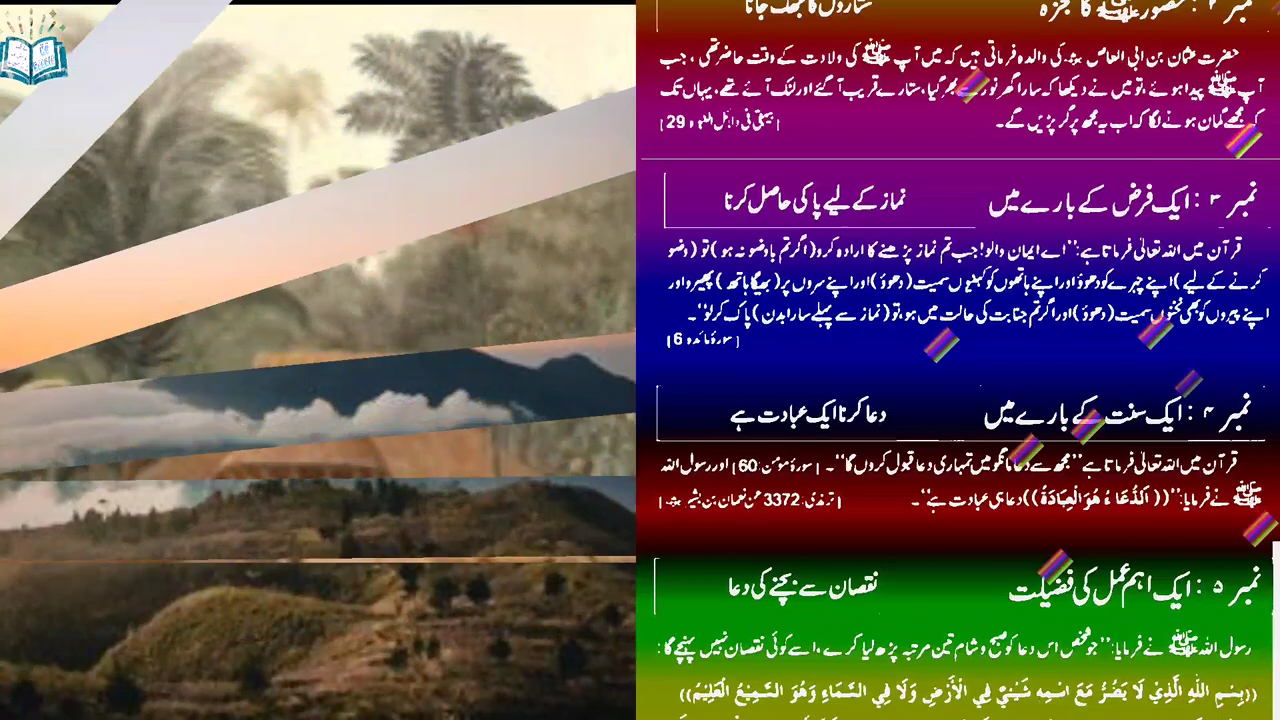 نمبر ۲ : حضور ﷺ کا معجزہ ستاروں کا جھک جانا
حضرت عثمان بن ابی العاص ؓ کی والدہ فرماتی ہیں کہ میں آپ ﷺ کی ولادت کے وقت حاضر تھی ، جب
آپ ﷺ پیدا ہوئے ،تو میں نے دیکھا کہ سارا گھر نور سے بھر گیا، ستارے قریب آگئے اور لٹک آئے تھے، یہاں تک
کہ مجھے گمان ہونے لگا کہ اب یہ مجھ پر گر پڑیں گے۔ [بیہقی فی دلائل النبوۃ 29]
نمبر ۳ : ایک فرض کے بارے میں نماز کے لیے پاکی حاصل کرنا
قرآن میں اللہ تعالیٰ فرماتا ہے:’’اے ایمان والو! جب تم نماز پڑھنے کا ارادہ کرو(اگر تم باوضو نہ ہو )تو (وضو
کرنے کے لیے )اپنے چہرے کو دھوؤ اور اپنے ہاتھوں کو کہنیوں سمیت (دھوؤ )اور اپنے سروں پر(بھیگا ہاتھ )پھیرو اور
اپنے پیروں کو بھی ٹخنوں سمیت( دھوؤ )اور اگر تم جنابت کی حالت میں ہو ،تو( نماز سے پہلے سارا بدن )پاک کر لو‘‘۔
[سورۂ مائدہ 6]
نمبر ۴ : ایک سنت کے بارے میں دعا کرنا ایک عبادت ہے
قرآن میں اللہ تعالیٰ فرماتا ہے’’مجھ سے دعا مانگو میں تمہاری دعا قبول کروں گا‘‘۔ [سورۂ مومن:60] اور رسول اللہ
ﷺ نے فرمایا:’’((اَلدُّعَاءُ هُوَ الْعِبَادَةُ))دعا ہی عبادت ہے‘‘۔ [ترمذی:3372 عن نعمان بن بشیر ؓ]
نمبر ۵ : ایک اہم عمل کی فضیلت نقصان سے بچنے کی دعا
رسول اللہ ﷺ نے فرمایا:’’جو شخص اس دعا کو صبح و شام تین مرتبہ پڑھ لیا کرے ،اسے کوئی نقصان نہیں پہنچے گا:
((بِسْمِ اللهِ الَّذِيْ لَا يَضُرُّ مَعَ اسْمِهِ شَيْئٌ فِي الْأَرْضِ وَلَا فِي السَّمَاءِ وَهُوَ السَّمِيْعُ الْعَلِيْمُ))